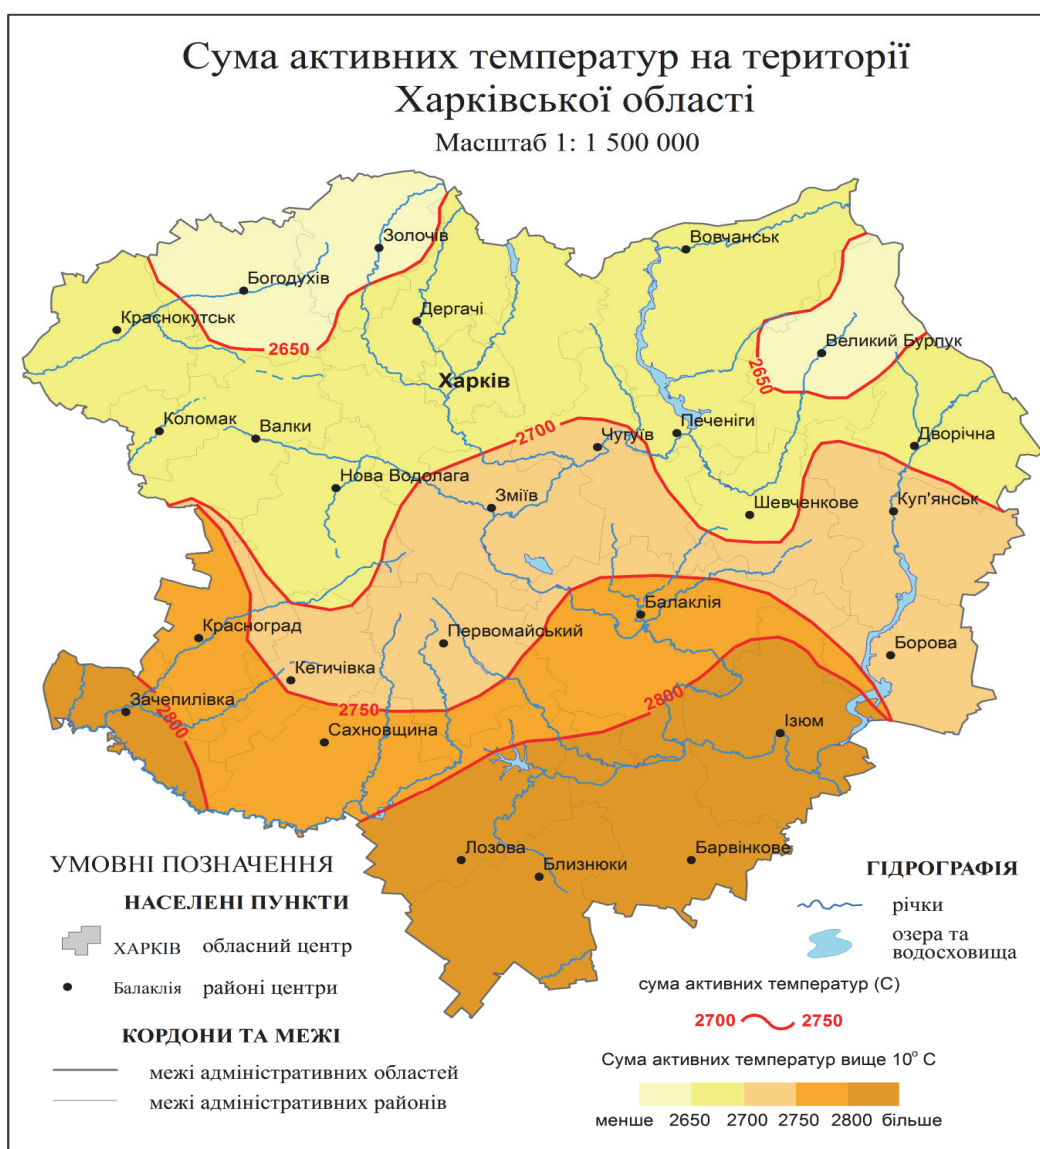 Сума активних температур на території
Харківської області
Масштаб 1: 1 500 000
Золочів
Вовчанськ
Богодухів
Дергачі
Краснокутськ
2650
Великий Бурлук
2650
Харків
Коломак
Валки
2700
Чугуїв
Печеніги
Дворічна
Нова Водолага
Зміїв
Шевченкове
Куп'янськ
Балаклія
Красноград
Первомайський
Борова
Кегичівка
Зачепилівка
2800
2750
2800
Сахновщина
Ізюм
Лозова
Близнюки
Барвінкове
УМОВНІ ПОЗНАЧЕННЯ
НАСЕЛЕНІ ПУНКТИ
ХАРКІВ обласний центр
Балаклія районі центри
КОРДОНИ ТА МЕЖІ
межі адміністративних областей
межі адміністративних районів
ГІДРОГРАФІЯ
річки
озера та
водосховища
сума активних температур (С)
2700 2750
Сума активних температур вище 10° С
менше 2650 2700 2750 2800 більше